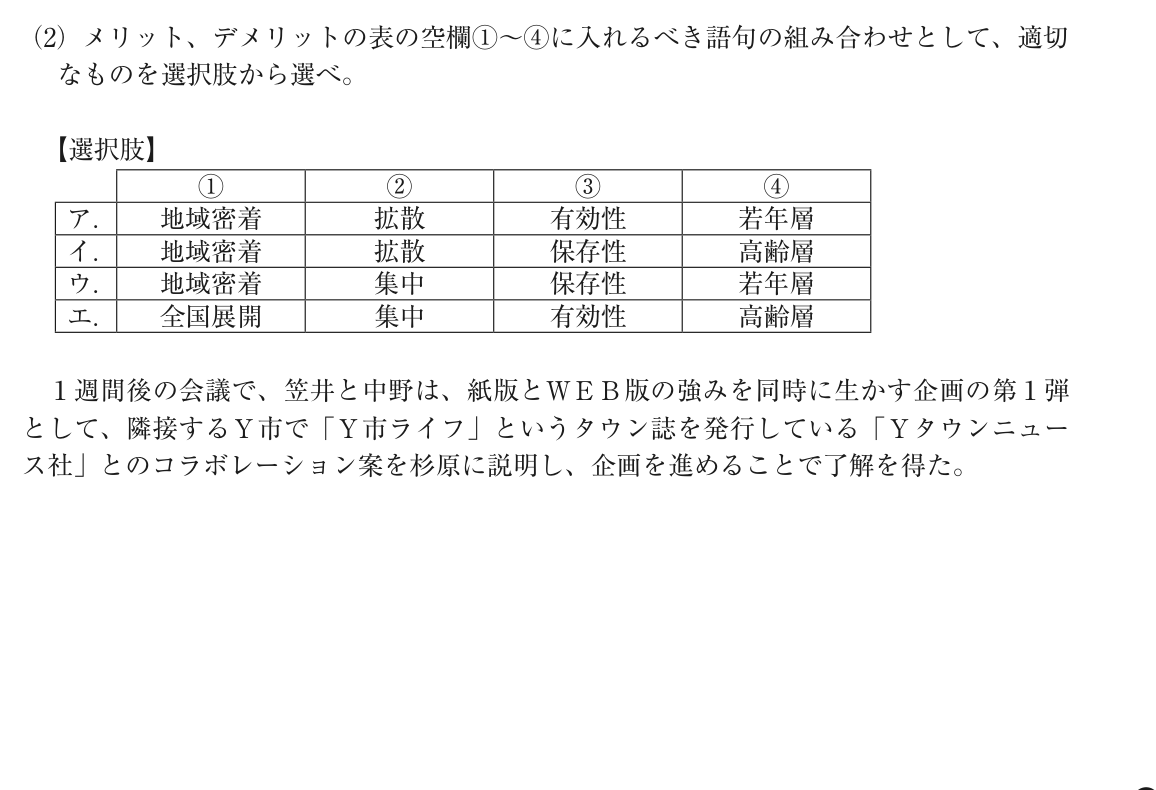 (2) メリット、デメリットの表の空欄①～④に入れるべき語句の組み合わせとして、適切
なものを選択肢から選べ。
【選択肢】
① ② ③ ④
ア． 地域密着 拡散 有効性 若年層
イ． 地域密着 拡散 保存性 高齢層
ウ． 地域密着 集中 保存性 若年層
エ． 全国展開 集中 有効性 高齢層
１週間後の会議で、笠井と中野は、紙版とＷＥＢ版の強みを同時に生かす企画の第１弾
として、隣接するＹ市で「Ｙ市ライフ」というタウン誌を発行している「Ｙタウンニュー
ス社」とのコラボレーション案を杉原に説明し、企画を進めることで了解を得た。